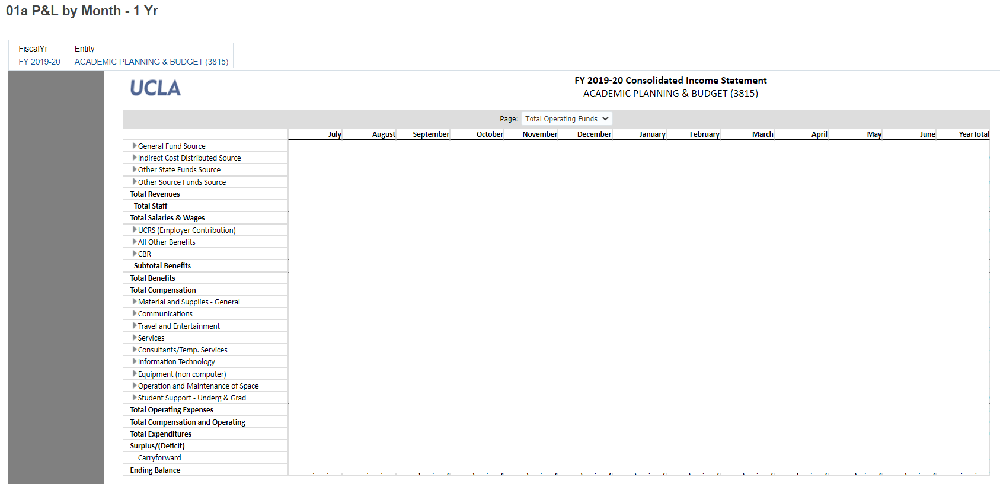 01a P&L by Month - 1 Yr
FiscalYr Entity
FY 2019-20 ACADEMIC PLANNING & BUDGET (3815)
UCLA
FY 2019-20 Consolidated Income Statement
ACADEMIC PLANNING & BUDGET (3815)
Page: Total Operating Funds
July August September October November December January February March April May June YearTotal
General Fund Source
Indirect Cost Distributed Source
Other State Funds Source
Other Source Funds Source
Total Revenues
Total Staff
Total Salaries & Wages
UCRS (Employer Contribution)
All Other Benefits
CBR
Subtotal Benefits
Total Benefits
Total Compensation
Material and Supplies - General
Communications
Travel and Entertainment
Services
Consultants/Temp. Services
Information Technology
Equipment (non computer)
Operation and Maintenance of Space
Student Support - Underg & Grad
Total Operating Expenses
Total Compensation and Operating
Total Expenditures
Surplus/(Deficit)
Carryforward
Ending Balance